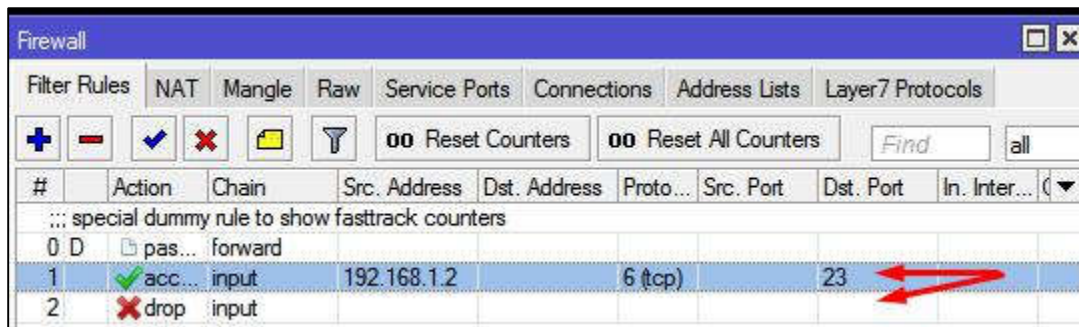 Firewall
Filter Rules NAT Mangle Raw Service Ports Connections Address Lists Layer7 Protocols
00 Reset Counters 00 Reset All Counters Find all
# Action Chain Src. Address Dst. Address Proto... Src. Port Dst. Port In. Inter...
;;; special dummy rule to show fasttrack counters
0 D pas... forward
1 acc... input 192.168.1.2 6 (tcp) 23
2 drop input